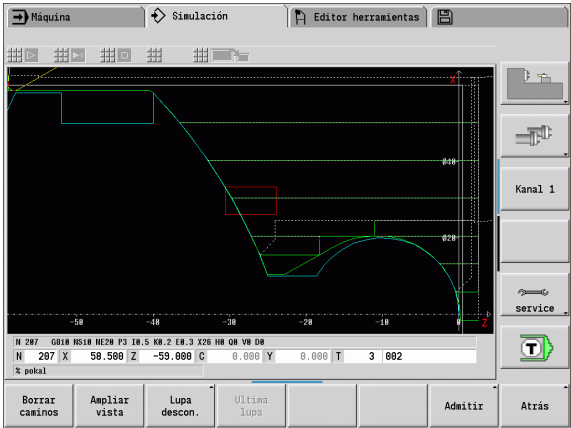 Máquina
Simulación
Editor herramientas
X
Ø40
Kanal 1
Ø20
-50
-40
-30
-20
-10
0
Z
service
N 207 G810 NS10 NE20 P3 I0.5 K0.2 E0.3 X26 H0 Q0 V0 D0
N 207 X 58.500 Z -59.000 C 0.000 Y 0.000 T 3 002
% pokal
T
Borrar caminos
Ampliar vista
Lupa descon.
Ultima lupa
Admitir
Atrás